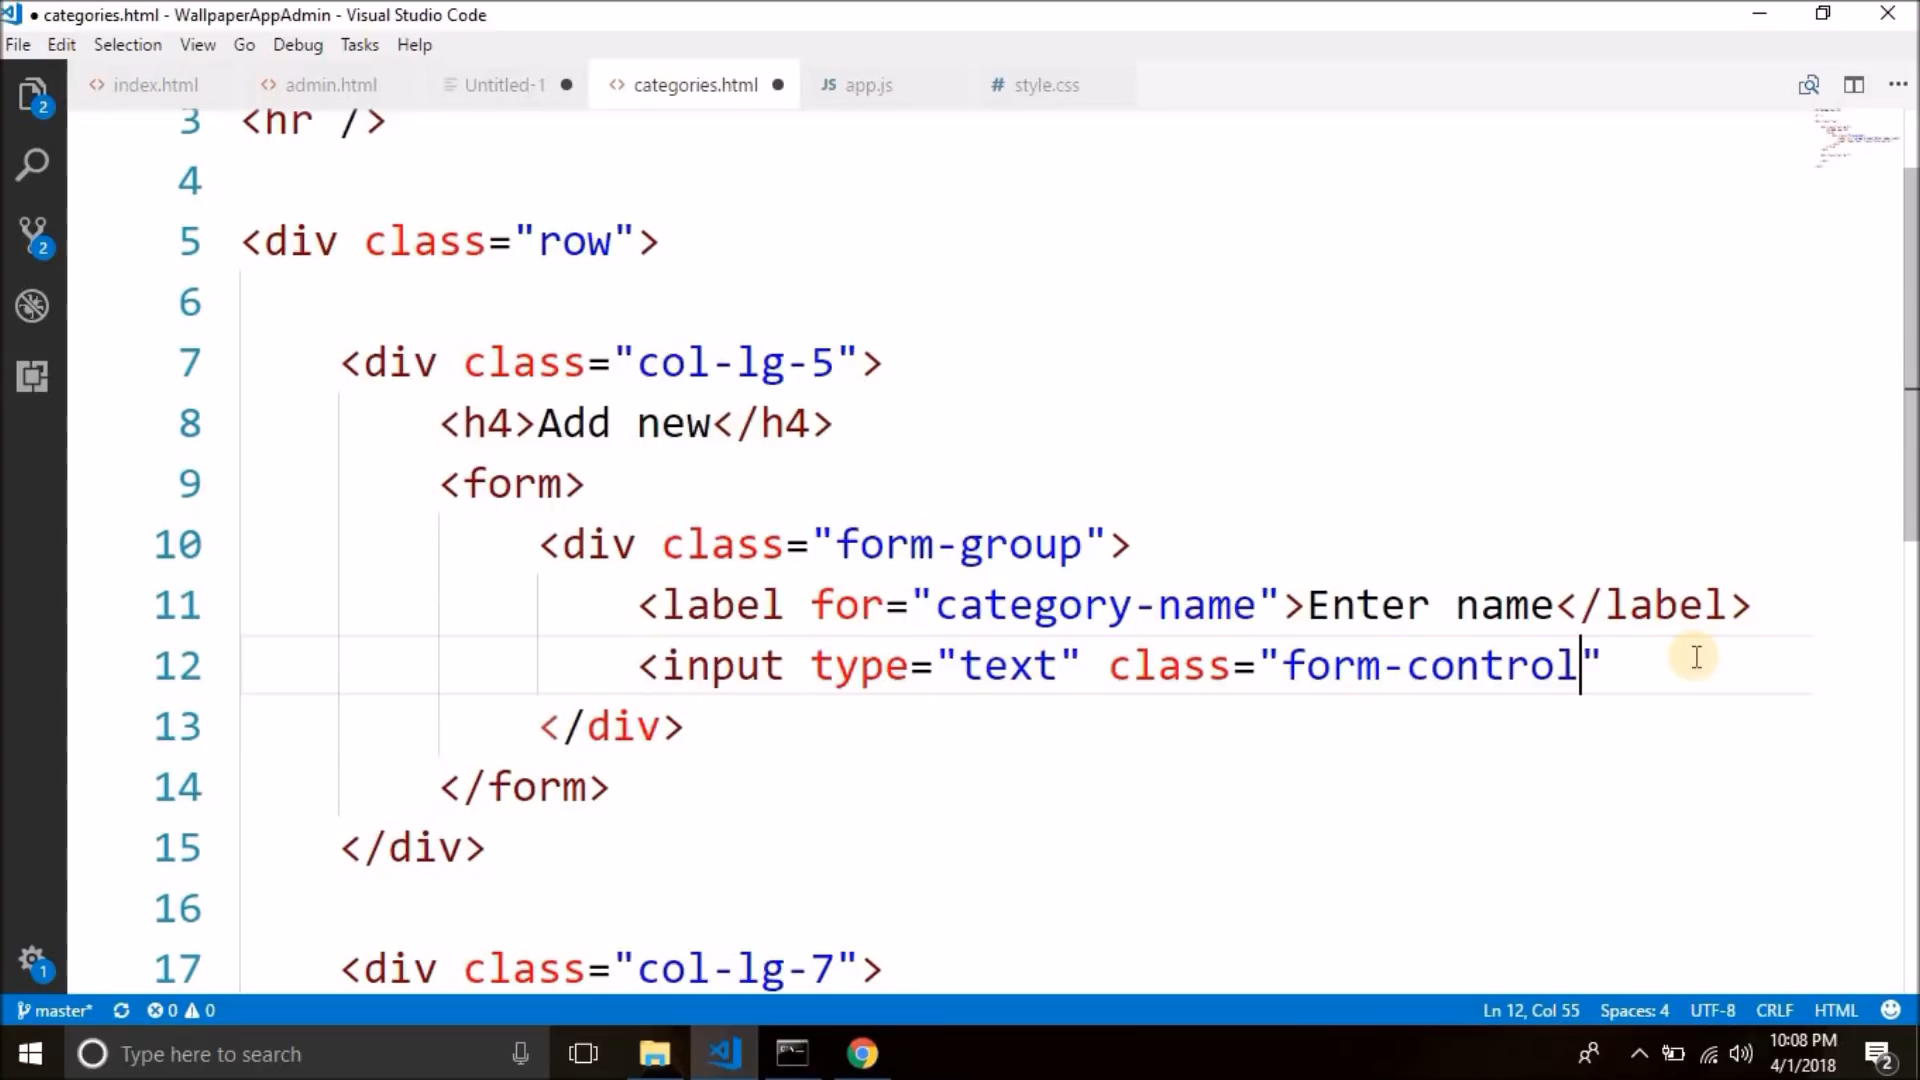 categories.html - WallpaperAppAdmin - Visual Studio Code
File Edit Selection View Go Debug Tasks Help
index.html admin.html Untitled-1 categories.html JS app.js # style.css
3 <hr />
4
5 <div class="row">
6
7 <div class="col-lg-5">
8 <h4>Add new</h4>
9 <form>
10 <div class="form-group">
11 <label for="category-name">Enter name</label>
12 <input type="text" class="form-control"
13 </div>
14 </form>
15 </div>
16
17 <div class="col-lg-7">
2
2
1
master* 0 0 Ln 12, Col 55 Spaces: 4 UTF-8 CRLF HTML
Type here to search
10:08 PM
4/1/2018
2